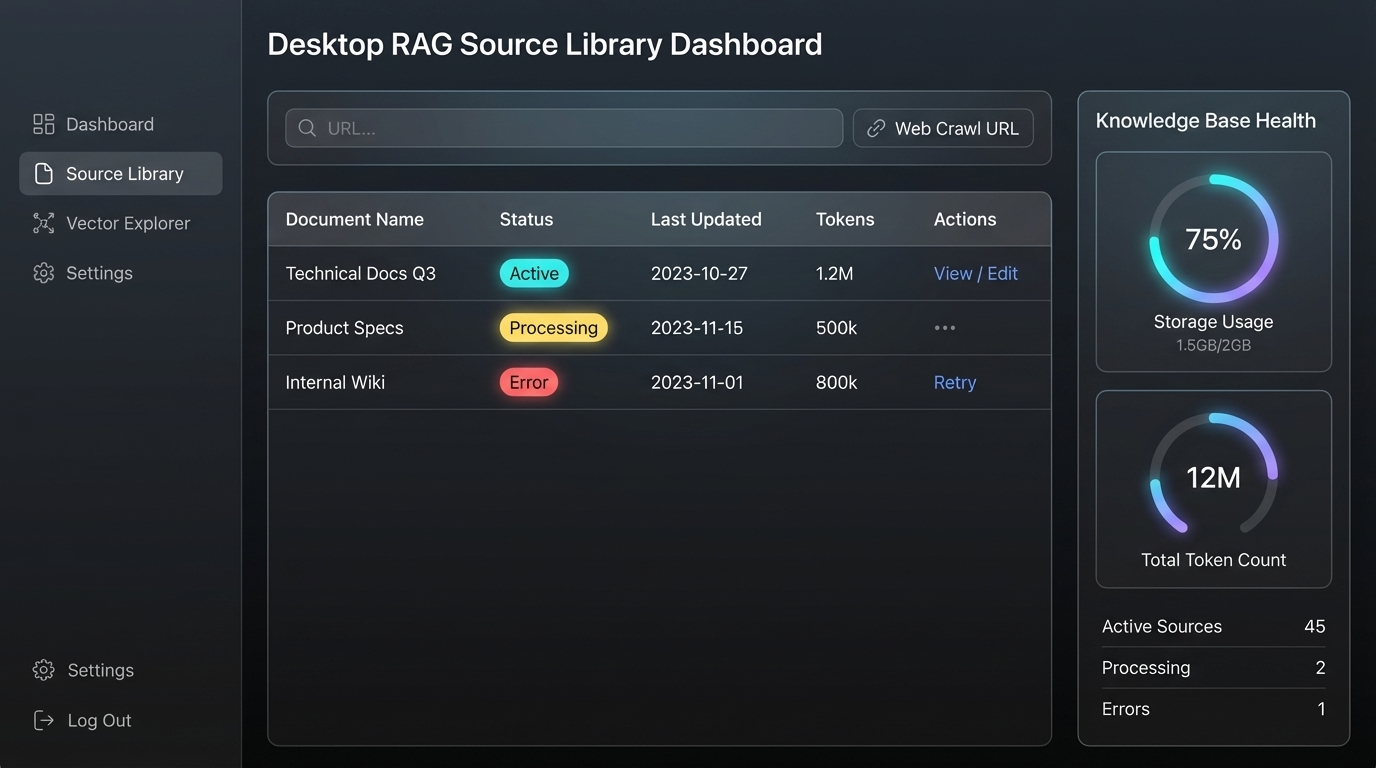 Desktop RAG Source Library Dashboard
Dashboard
Source Library
Vector Explorer
Settings
Settings
Log Out
URL...
Web Crawl URL
Document Name Status Last Updated Tokens Actions
Technical Docs Q3 Active 2023-10-27 1.2M View / Edit
Product Specs Processing 2023-11-15 500k •••
Internal Wiki Error 2023-11-01 800k Retry
Knowledge Base Health
75%
Storage Usage
1.5GB/2GB
12M
Total Token Count
Active Sources 45
Processing 2
Errors 1